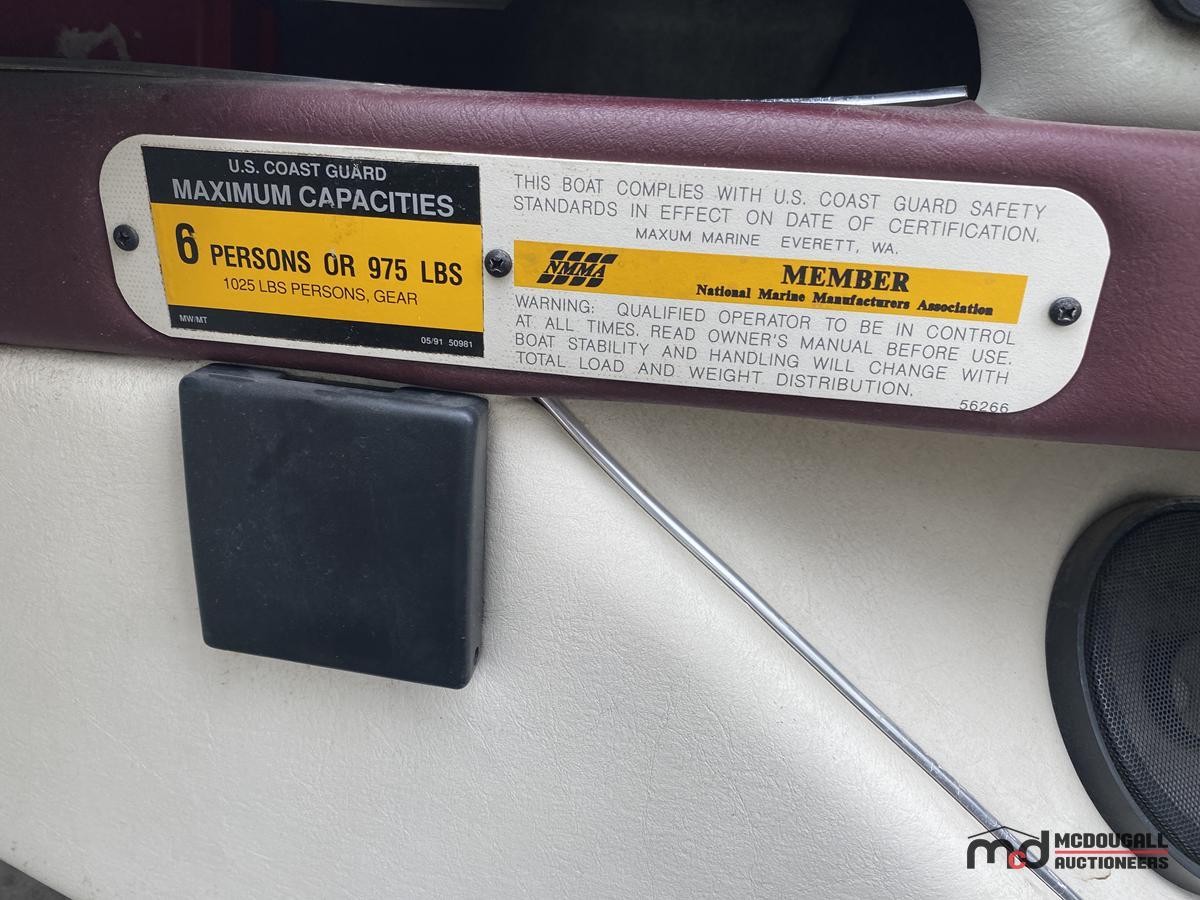 U.S. COAST GUARD
MAXIMUM CAPACITIES
6 PERSONS OR 975 LBS
1025 LBS PERSONS, GEAR
MW/MT
05/91 50981
THIS BOAT COMPLIES WITH U.S. COAST GUARD SAFETY
STANDARDS IN EFFECT ON DATE OF CERTIFICATION.
MAXUM MARINE EVERETT, WA.
NMMA
MEMBER
National Marine Manufacturers Association
WARNING: QUALIFIED OPERATOR TO BE IN CONTROL
AT ALL TIMES. READ OWNER'S MANUAL BEFORE USE.
BOAT STABILITY AND HANDLING WILL CHANGE WITH
TOTAL LOAD AND WEIGHT DISTRIBUTION.
56266
mcd
MCDOUGALL
AUCTIONEERS